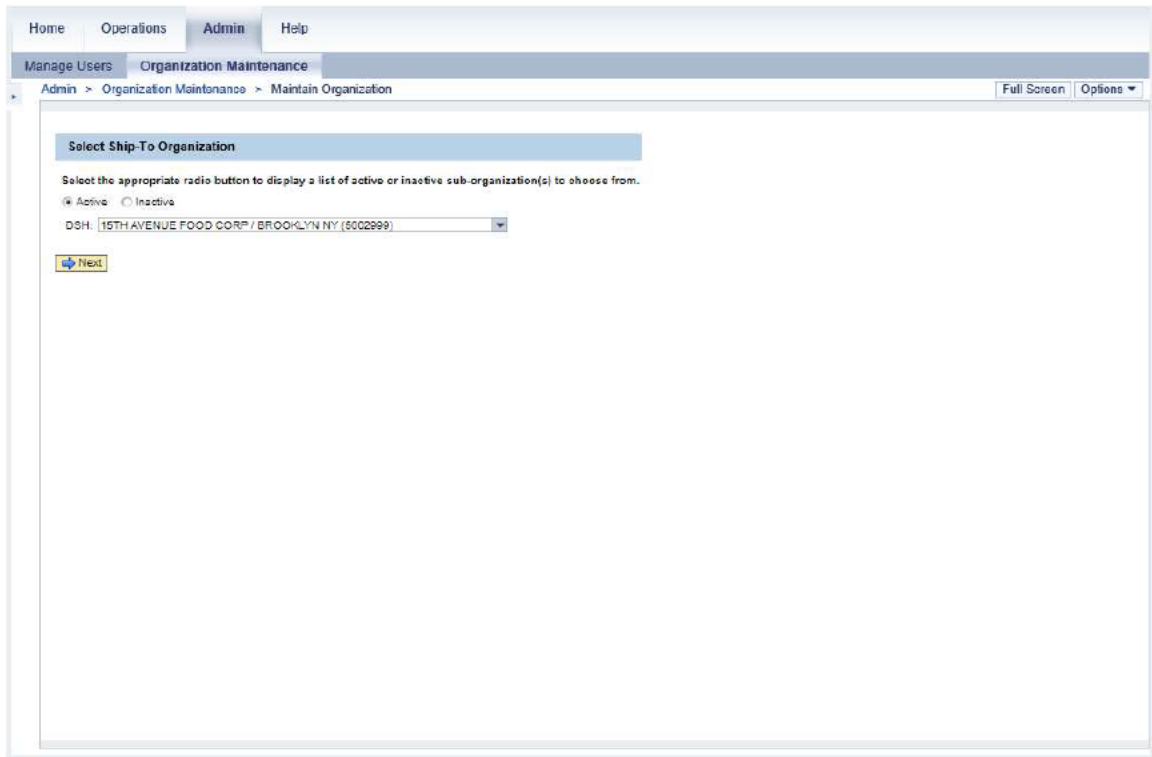 Home Operations Admin Help
Manage Users Organization Maintenance
Admin > Organization Maintenance > Maintain Organization Full Screen Options
Select Ship-To Organization
Select the appropriate radio button to display a list of active or inactive sub-organization(s) to choose from.
Active Inactive
DSH: 15TH AVENUE FOOD CORP / BROOKLYN NY (5002999)
Next